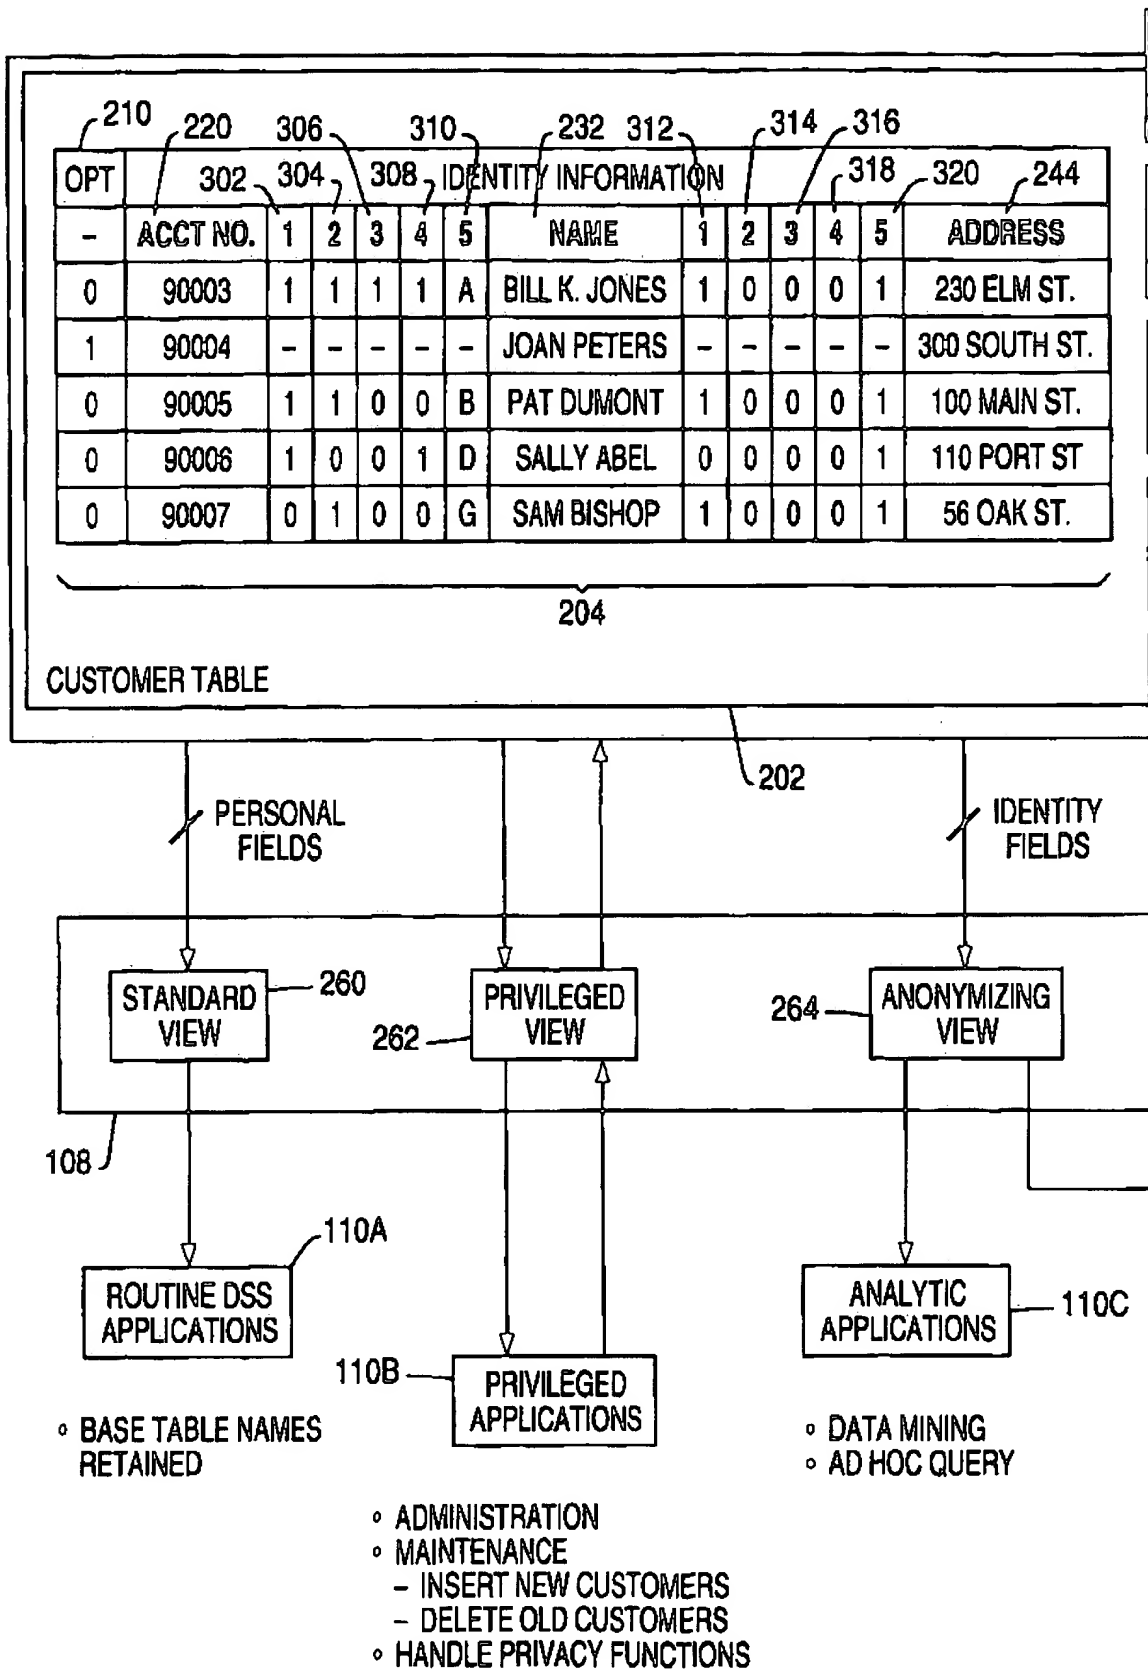 210 220 306 310 232 312 314 316
OPT 302 304 308 IDENTITY INFORMATION 318 320 244
- ACCT NO. 1 2 3 4 5 NAME 1 2 3 4 5 ADDRESS
0 90003 1 1 1 1 A BILL K. JONES 1 0 0 0 1 230 ELM ST.
1 90004 - - - - - JOAN PETERS - - - - - 300 SOUTH ST.
0 90005 1 1 0 0 B PAT DUMONT 1 0 0 0 1 100 MAIN ST.
0 90006 1 0 0 1 D SALLY ABEL 0 0 0 0 1 110 PORT ST
0 90007 0 1 0 0 G SAM BISHOP 1 0 0 0 1 56 OAK ST.
204
CUSTOMER TABLE
202
PERSONAL
FIELDS
IDENTITY
FIELDS
STANDARD
VIEW
260
PRIVILEGED
VIEW
262
ANONYMIZING
VIEW
264
108
110A
ROUTINE DSS
APPLICATIONS
ANALYTIC
APPLICATIONS
110C
110B
PRIVILEGED
APPLICATIONS
° BASE TABLE NAMES
RETAINED
° DATA MINING
° AD HOC QUERY
° ADMINISTRATION
° MAINTENANCE
- INSERT NEW CUSTOMERS
- DELETE OLD CUSTOMERS
° HANDLE PRIVACY FUNCTIONS